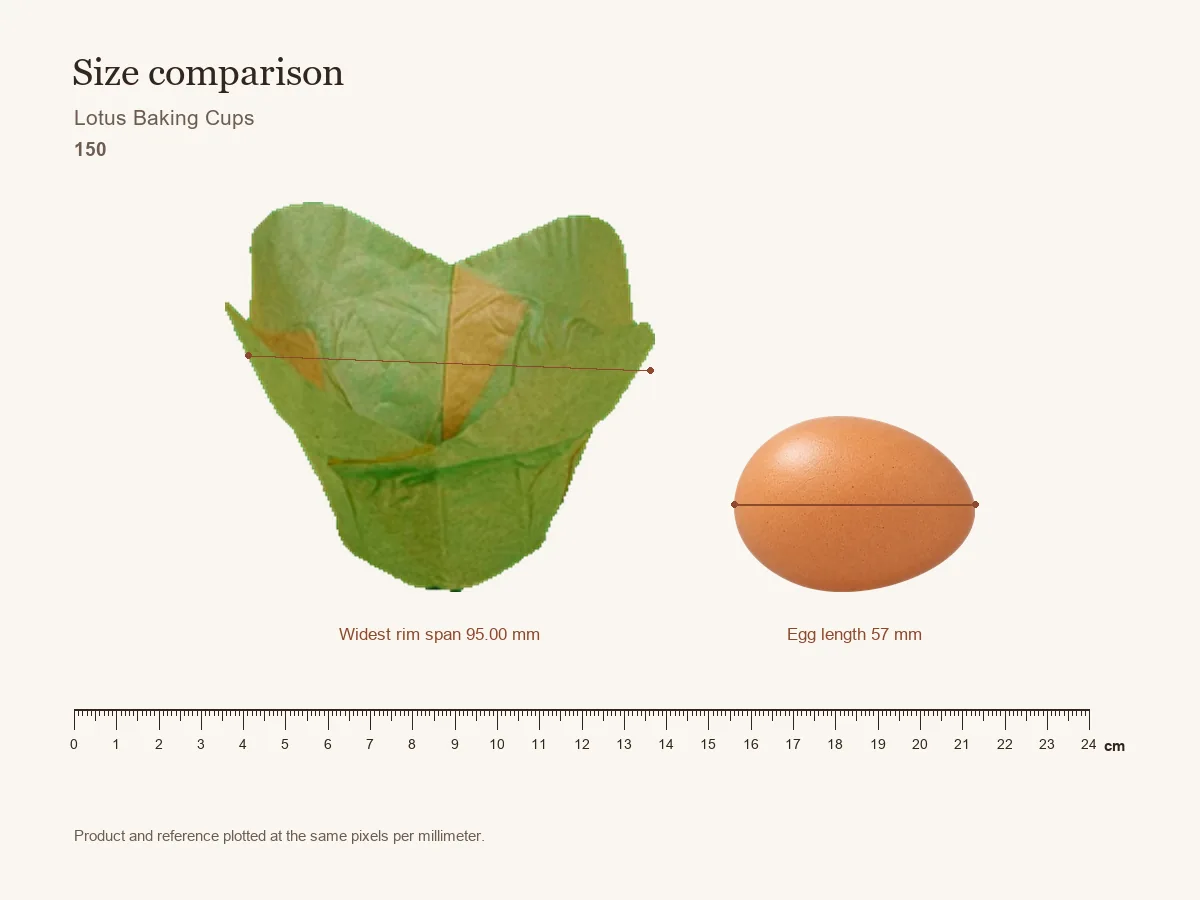 Size comparison
Lotus Baking Cups
150
Widest rim span 95.00 mm
Egg length 57 mm
0 1 2 3 4 5 6 7 8 9 10 11 12 13 14 15 16 17 18 19 20 21 22 23 24 cm
Product and reference plotted at the same pixels per millimeter.